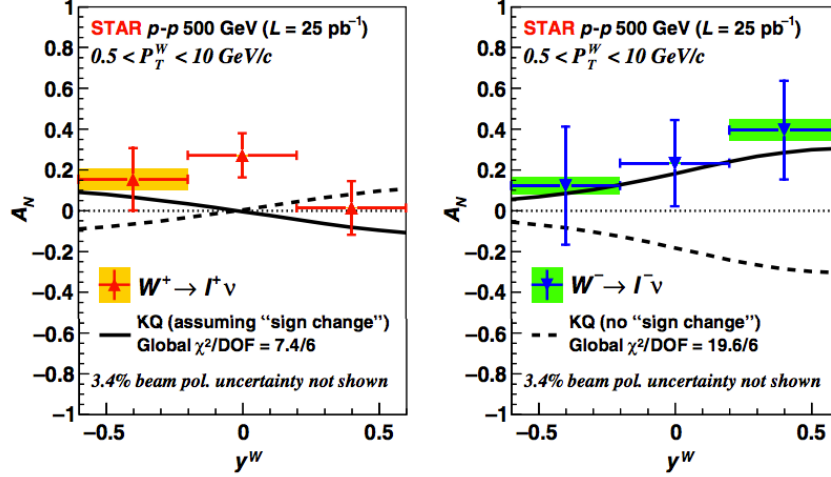 STAR p-p 500 GeV (L = 25 pb⁻¹)
0.5 < P_T^W < 10 GeV/c
W⁺ → l⁺ν
KQ (assuming “sign change”)
Global χ²/DOF = 7.4/6
3.4% beam pol. uncertainty not shown
A_N
1
0.8
0.6
0.4
0.2
0
−0.2
−0.4
−0.6
−0.8
−1
−0.5
0
0.5
y^W
STAR p-p 500 GeV (L = 25 pb⁻¹)
0.5 < P_T^W < 10 GeV/c
W⁻ → l⁻ν
KQ (no “sign change”)
Global χ²/DOF = 19.6/6
3.4% beam pol. uncertainty not shown
A_N
1
0.8
0.6
0.4
0.2
0
−0.2
−0.4
−0.6
−0.8
−1
−0.5
0
0.5
y^W